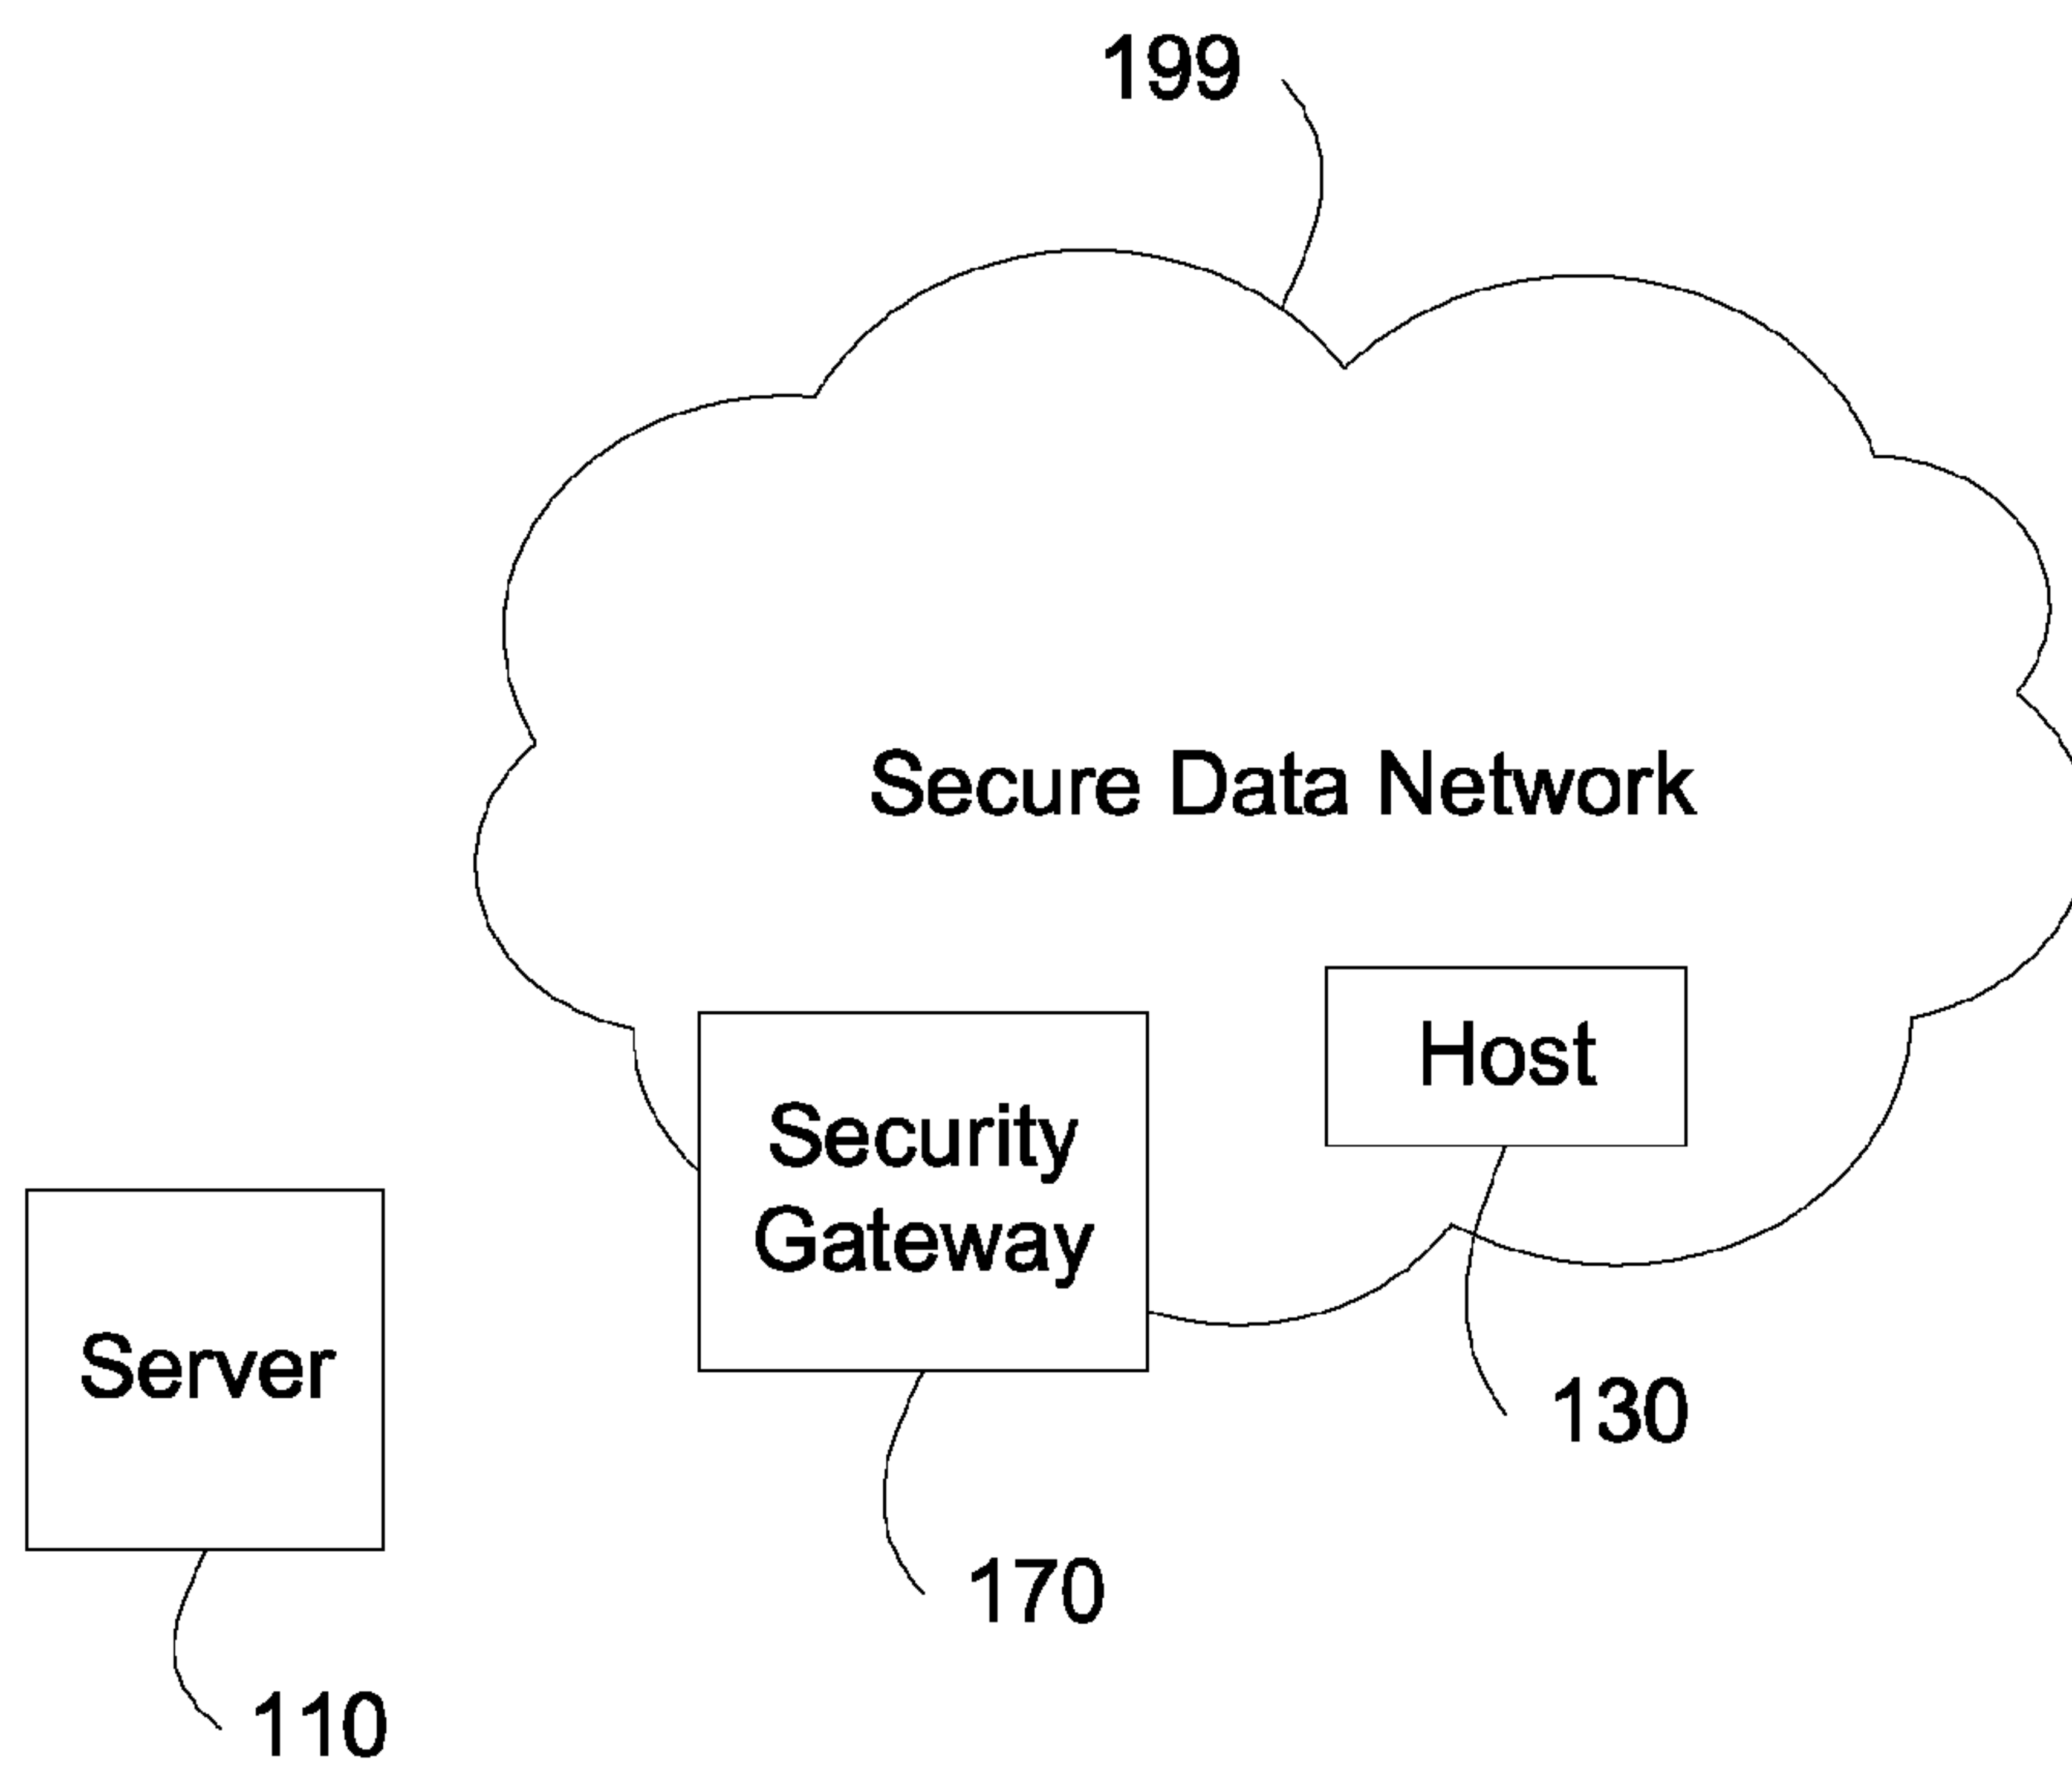 199
Secure Data Network
Host
Security
Gateway
Server
130
170
110